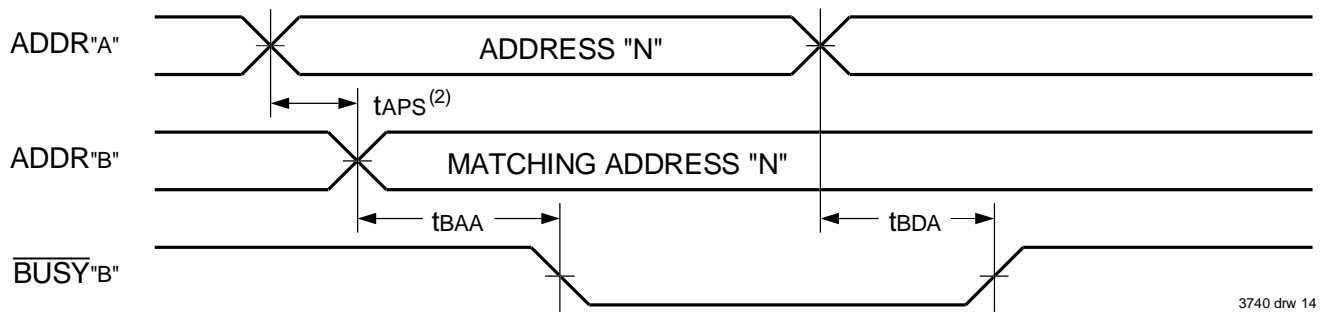 ADDR"A"
ADDRESS "N"
tAPS(2)
ADDR"B"
MATCHING ADDRESS "N"
tBAA
tBDA
BUSY"B"
3740 drw 14